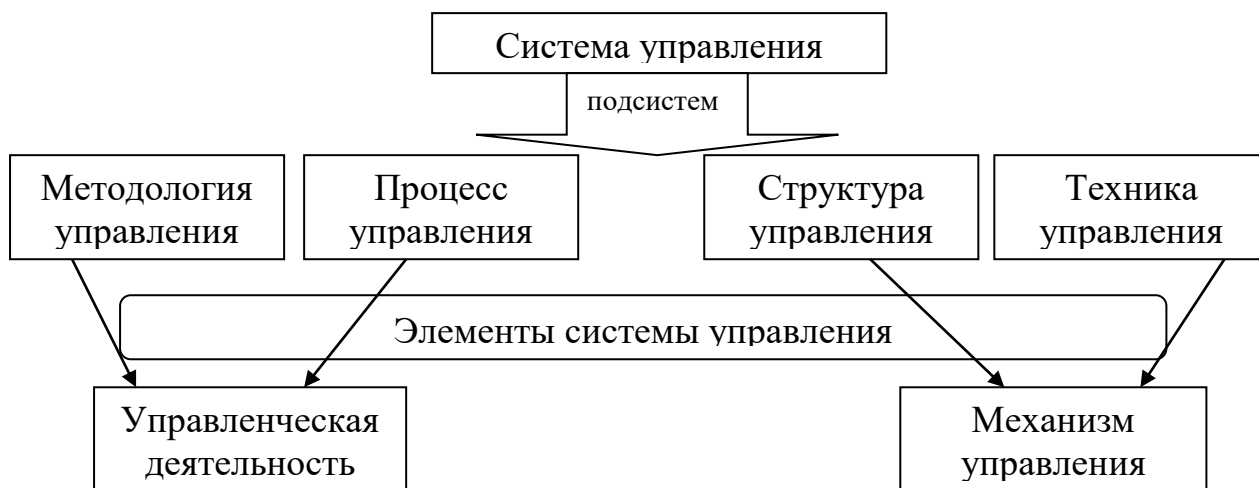 Система управления
подсистем
Методология
управления
Процесс
управления
Структура
управления
Техника
управления
Элементы системы управления
Управленческая
деятельность
Механизм
управления